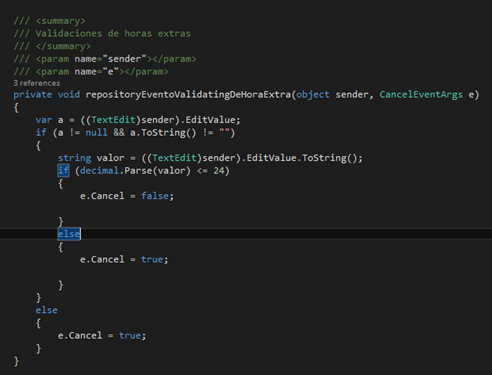 /// <summary>
/// Validaciones de horas extras
/// </summary>
/// <param name="sender"></param>
/// <param name="e"></param>
3 references
private void repositoryEventoValidatingDeHoraExtra(object sender, CancelEventArgs e)
{
    var a = ((TextEdit)sender).EditValue;
    if (a != null && a.ToString() != "")
    {
        string valor = ((TextEdit)sender).EditValue.ToString();
        if (decimal.Parse(valor) <= 24)
        {
            e.Cancel = false;

        }
        else
        {
            e.Cancel = true;

        }
    }
    else
    {
        e.Cancel = true;
    }
}